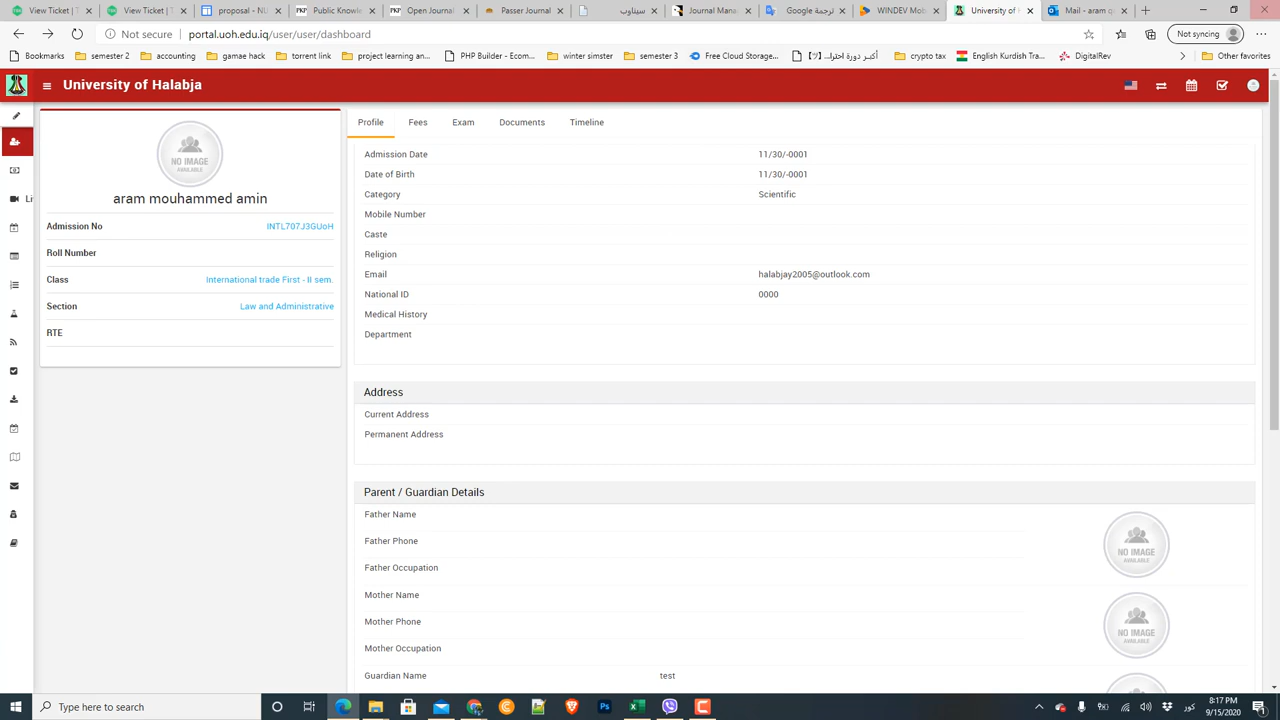 View Ticket - E
View Ticket - E
proposal - ‪‬NU
Public Knowle
Open Journal
Passer Journal
سیناوب
Journal Mana
Google ترجمة
WINDEV Mob
University of H
Mail - aram q
Not secure portal.uoh.edu.iq/user/user/dashboard Not syncing
Bookmarks
semester 2
accounting
gamae hack
torrent link
project learning an...
PHP Builder - Ecom...
winter simster
semester 3
Free Cloud Storage...
crypto tax
English Kurdish Tra...
DigitalRev
Other favorites
University of Halabja
NO IMAGE
AVAILABLE
aram mouhammed amin
Admission No INTL707J3GUoH
Roll Number
Class International trade First - II sem.
Section Law and Administrative
RTE
Li
Profile Fees Exam Documents Timeline
Admission Date 11/30/-0001
Date of Birth 11/30/-0001
Category Scientific
Mobile Number
Caste
Religion
Email halabjay2005@outlook.com
National ID 0000
Medical History
Department
Address
Current Address
Permanent Address
Parent / Guardian Details
Father Name
Father Phone
Father Occupation
NO IMAGE
AVAILABLE
Mother Name
Mother Phone
Mother Occupation
NO IMAGE
AVAILABLE
Guardian Name test
Type here to search
8:17 PM
9/15/2020